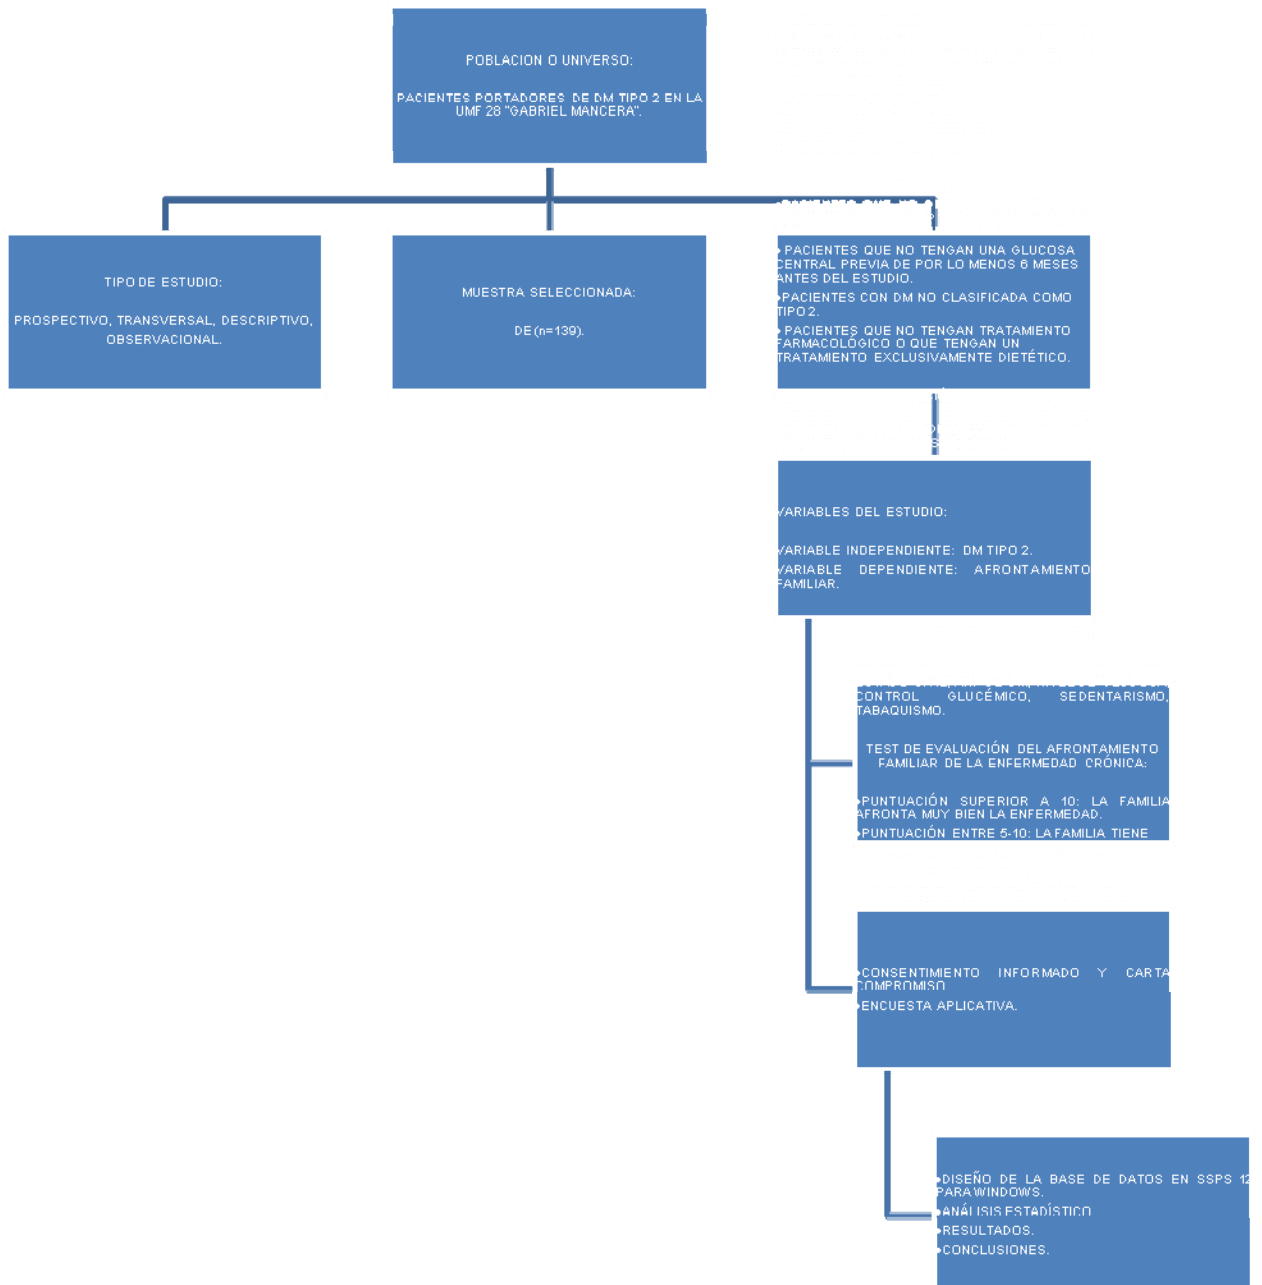 POBLACION O UNIVERSO:
PACIENTES PORTADORES DE DM TIPO 2 EN LA
UMF 28 "GABRIEL MANCERA".
TIPO DE ESTUDIO:
PROSPECTIVO, TRANSVERSAL, DESCRIPTIVO,
OBSERVACIONAL.
MUESTRA SELECCIONADA:
DE (n=139).
• PACIENTES QUE NO TENGAN UNA GLUCOSA
CENTRAL PREVIA DE POR LO MENOS 6 MESES
ANTES DEL ESTUDIO.
•PACIENTES CON DM NO CLASIFICADA COMO
TIPO 2.
• PACIENTES QUE NO TENGAN TRATAMIENTO
FARMACOLÓGICO O QUE TENGAN UN
TRATAMIENTO EXCLUSIVAMENTE DIETÉTICO.
VARIABLES DEL ESTUDIO:
VARIABLE INDEPENDIENTE: DM TIPO 2.
VARIABLE DEPENDIENTE: AFRONTAMIENTO
FAMILIAR.
CONTROL GLUCÉMICO, SEDENTARISMO,
TABAQUISMO.
TEST DE EVALUACIÓN DEL AFRONTAMIENTO
FAMILIAR DE LA ENFERMEDAD CRÓNICA:
•PUNTUACIÓN SUPERIOR A 10: LA FAMILIA
AFRONTA MUY BIEN LA ENFERMEDAD.
•PUNTUACIÓN ENTRE 5-10: LA FAMILIA TIENE
•CONSENTIMIENTO INFORMADO Y CARTA
COMPROMISO
•ENCUESTA APLICATIVA.
•DISEÑO DE LA BASE DE DATOS EN SSPS 12
PARA WINDOWS.
•ANÁLISIS ESTADÍSTICO
•RESULTADOS.
•CONCLUSIONES.